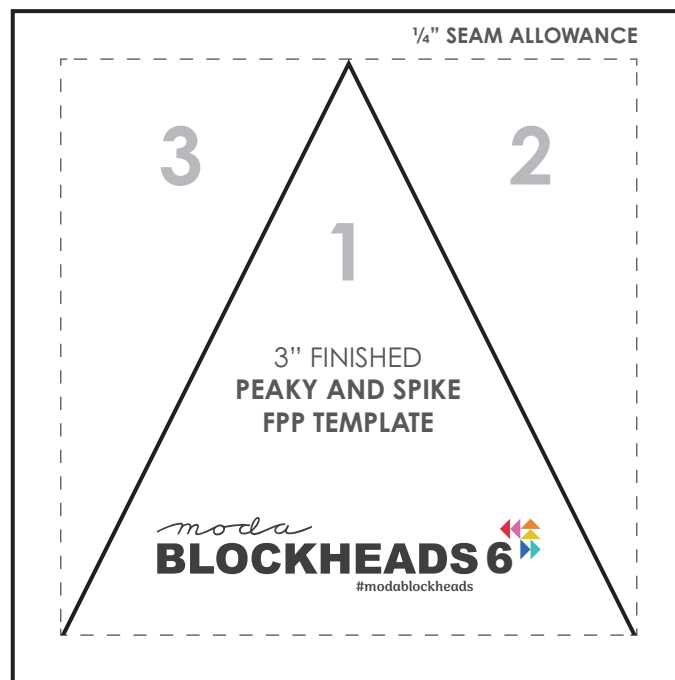 ¼” SEAM ALLOWANCE
3
2
1
3” FINISHED
PEAKY AND SPIKE
FPP TEMPLATE
moda
BLOCKHEADS 6
#modablockheads